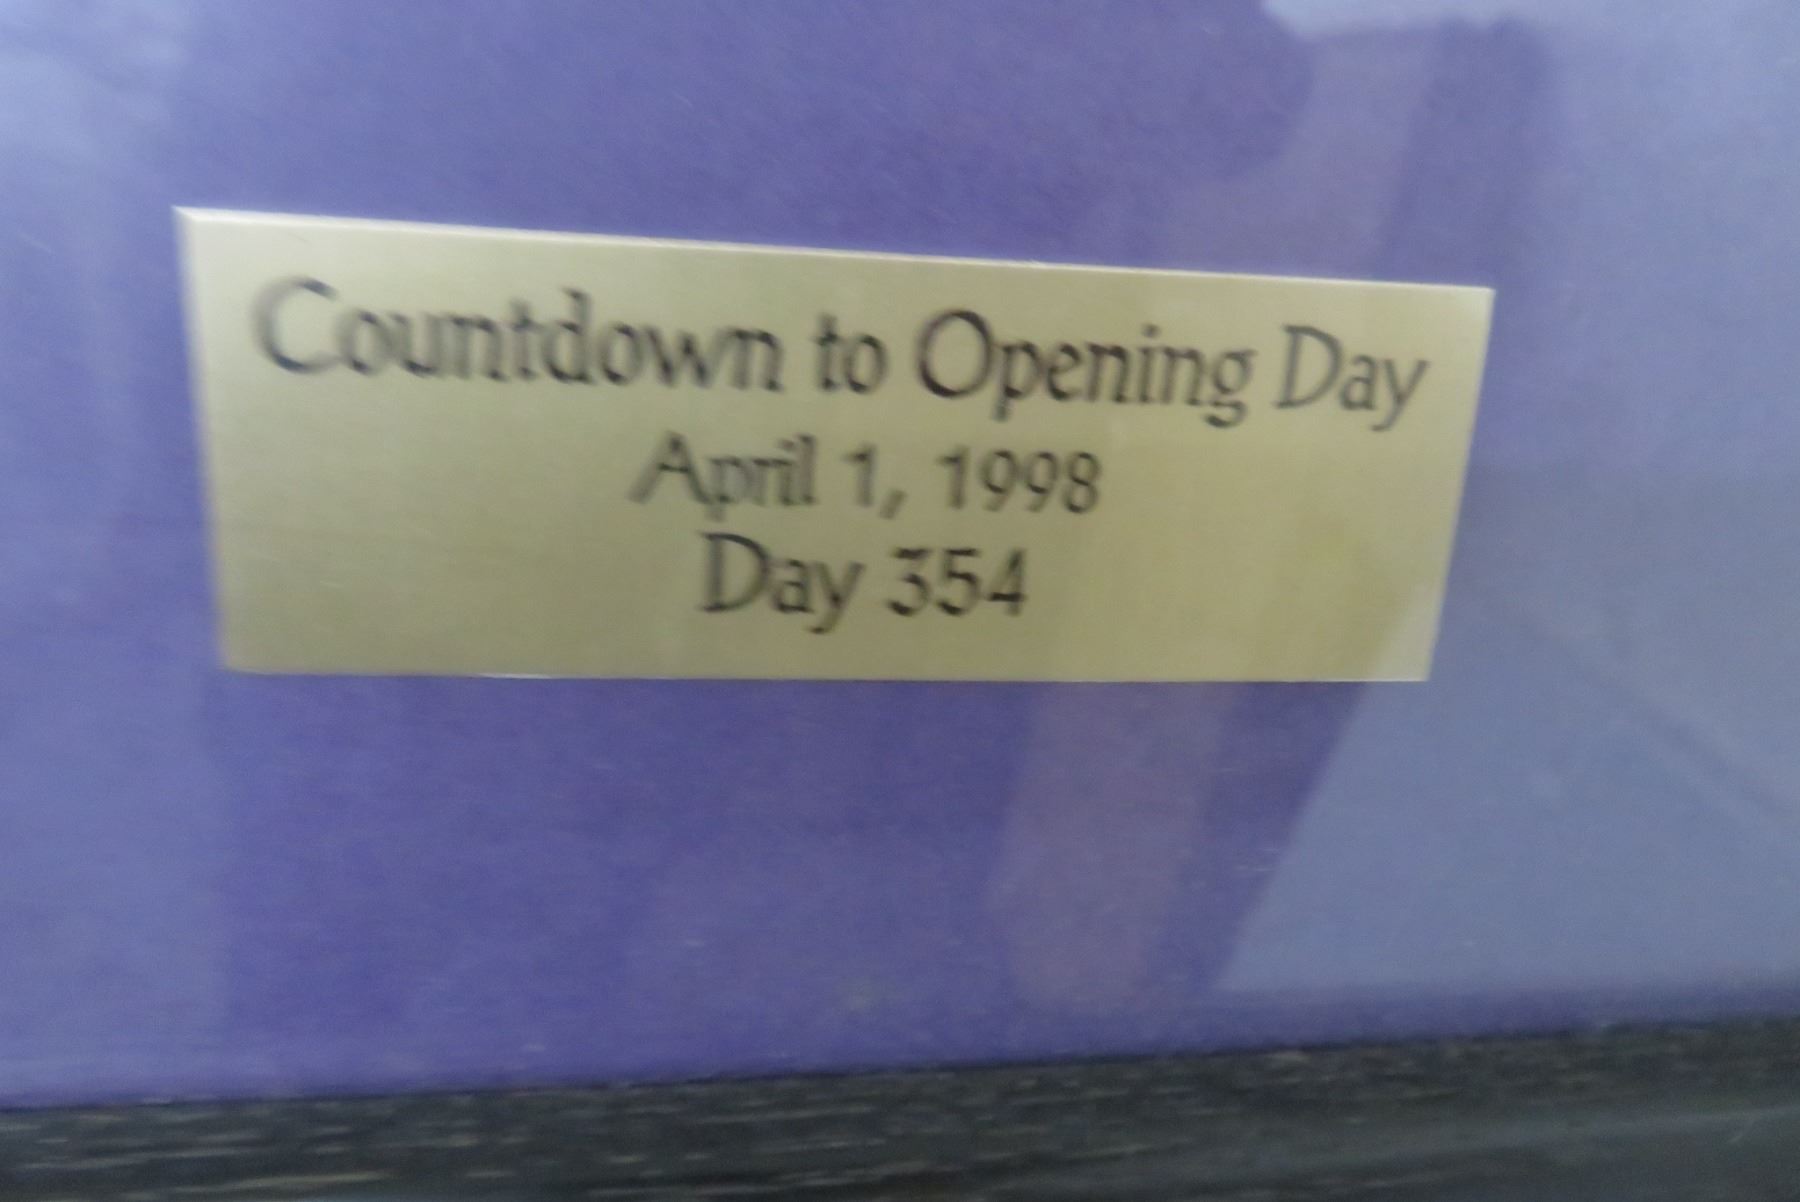 Countdown to Opening Day
April 1, 1998
Day 354